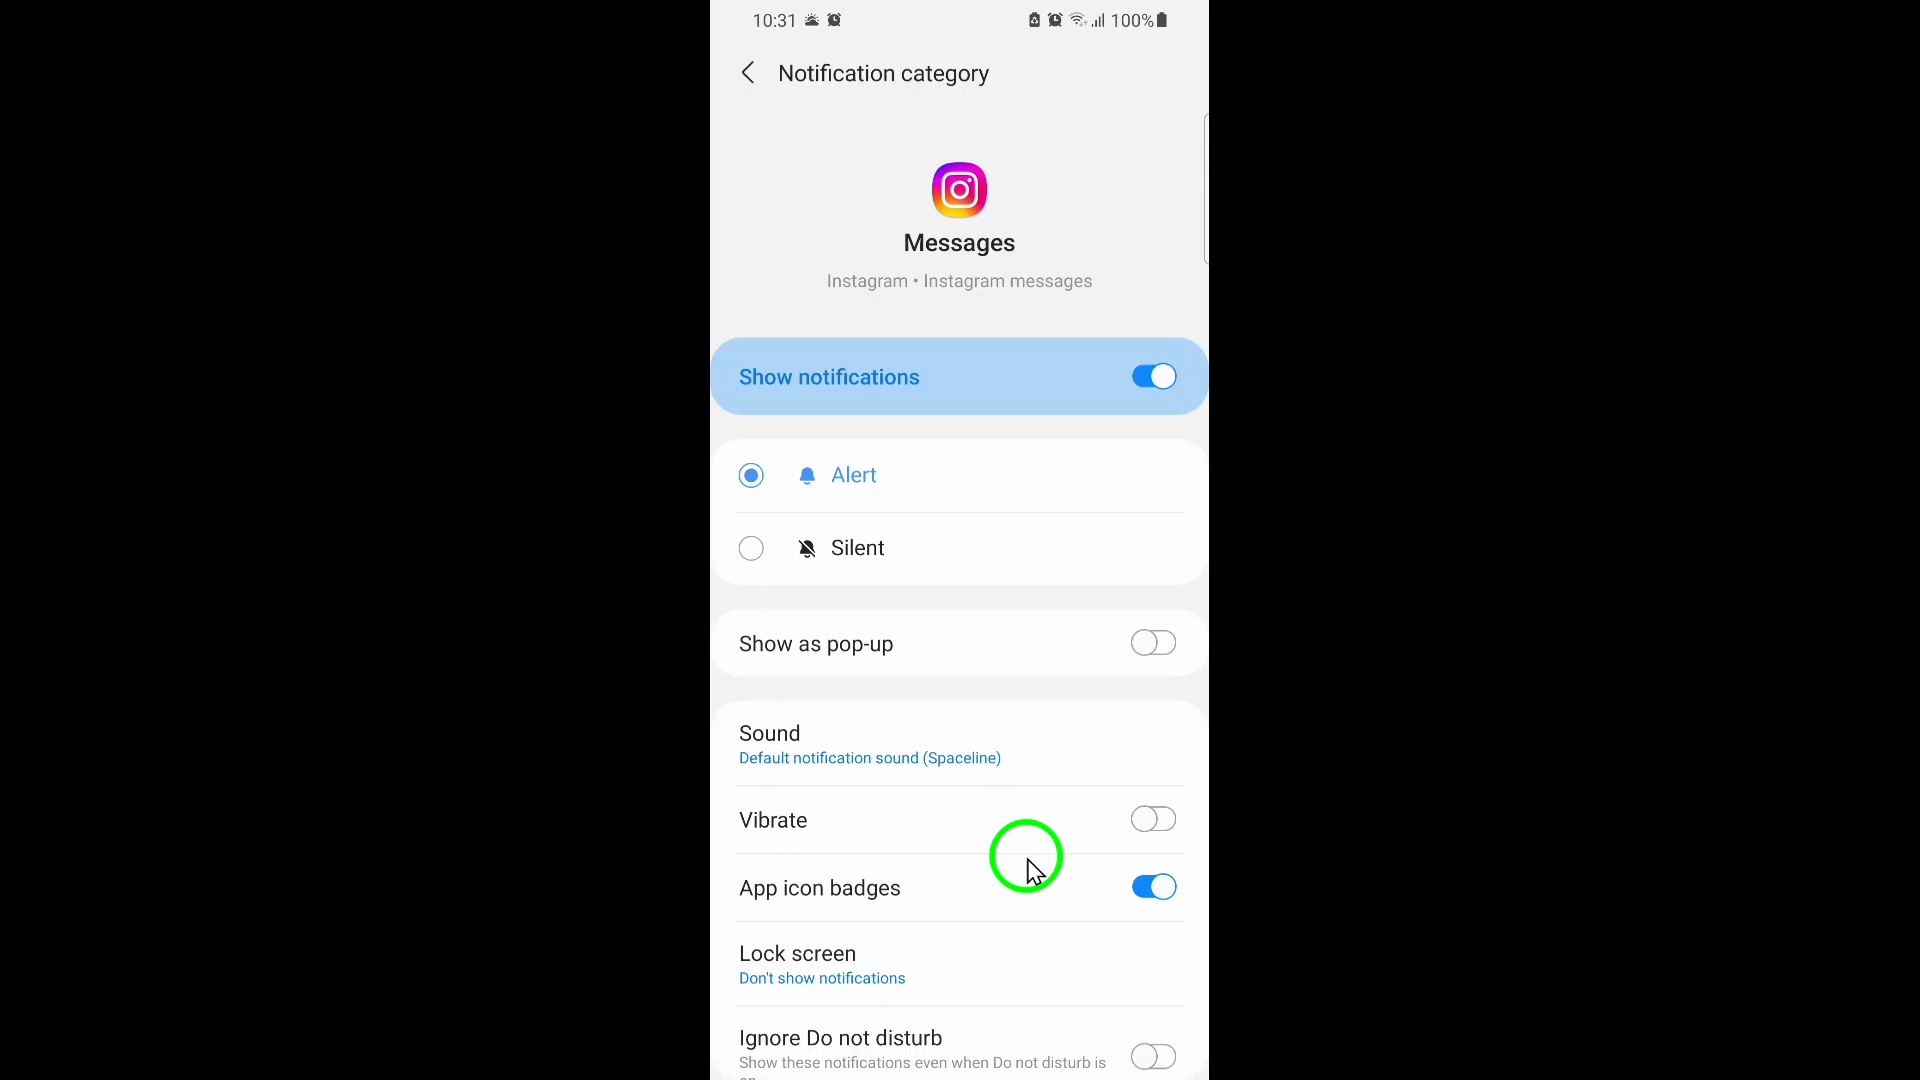 10:31 100%
Notification category
Messages
Instagram • Instagram messages
Show notifications
Alert
Silent
Show as pop-up
Sound
Default notification sound (Spaceline)
Vibrate
App icon badges
Lock screen
Don't show notifications
Ignore Do not disturb
Show these notifications even when Do not disturb is